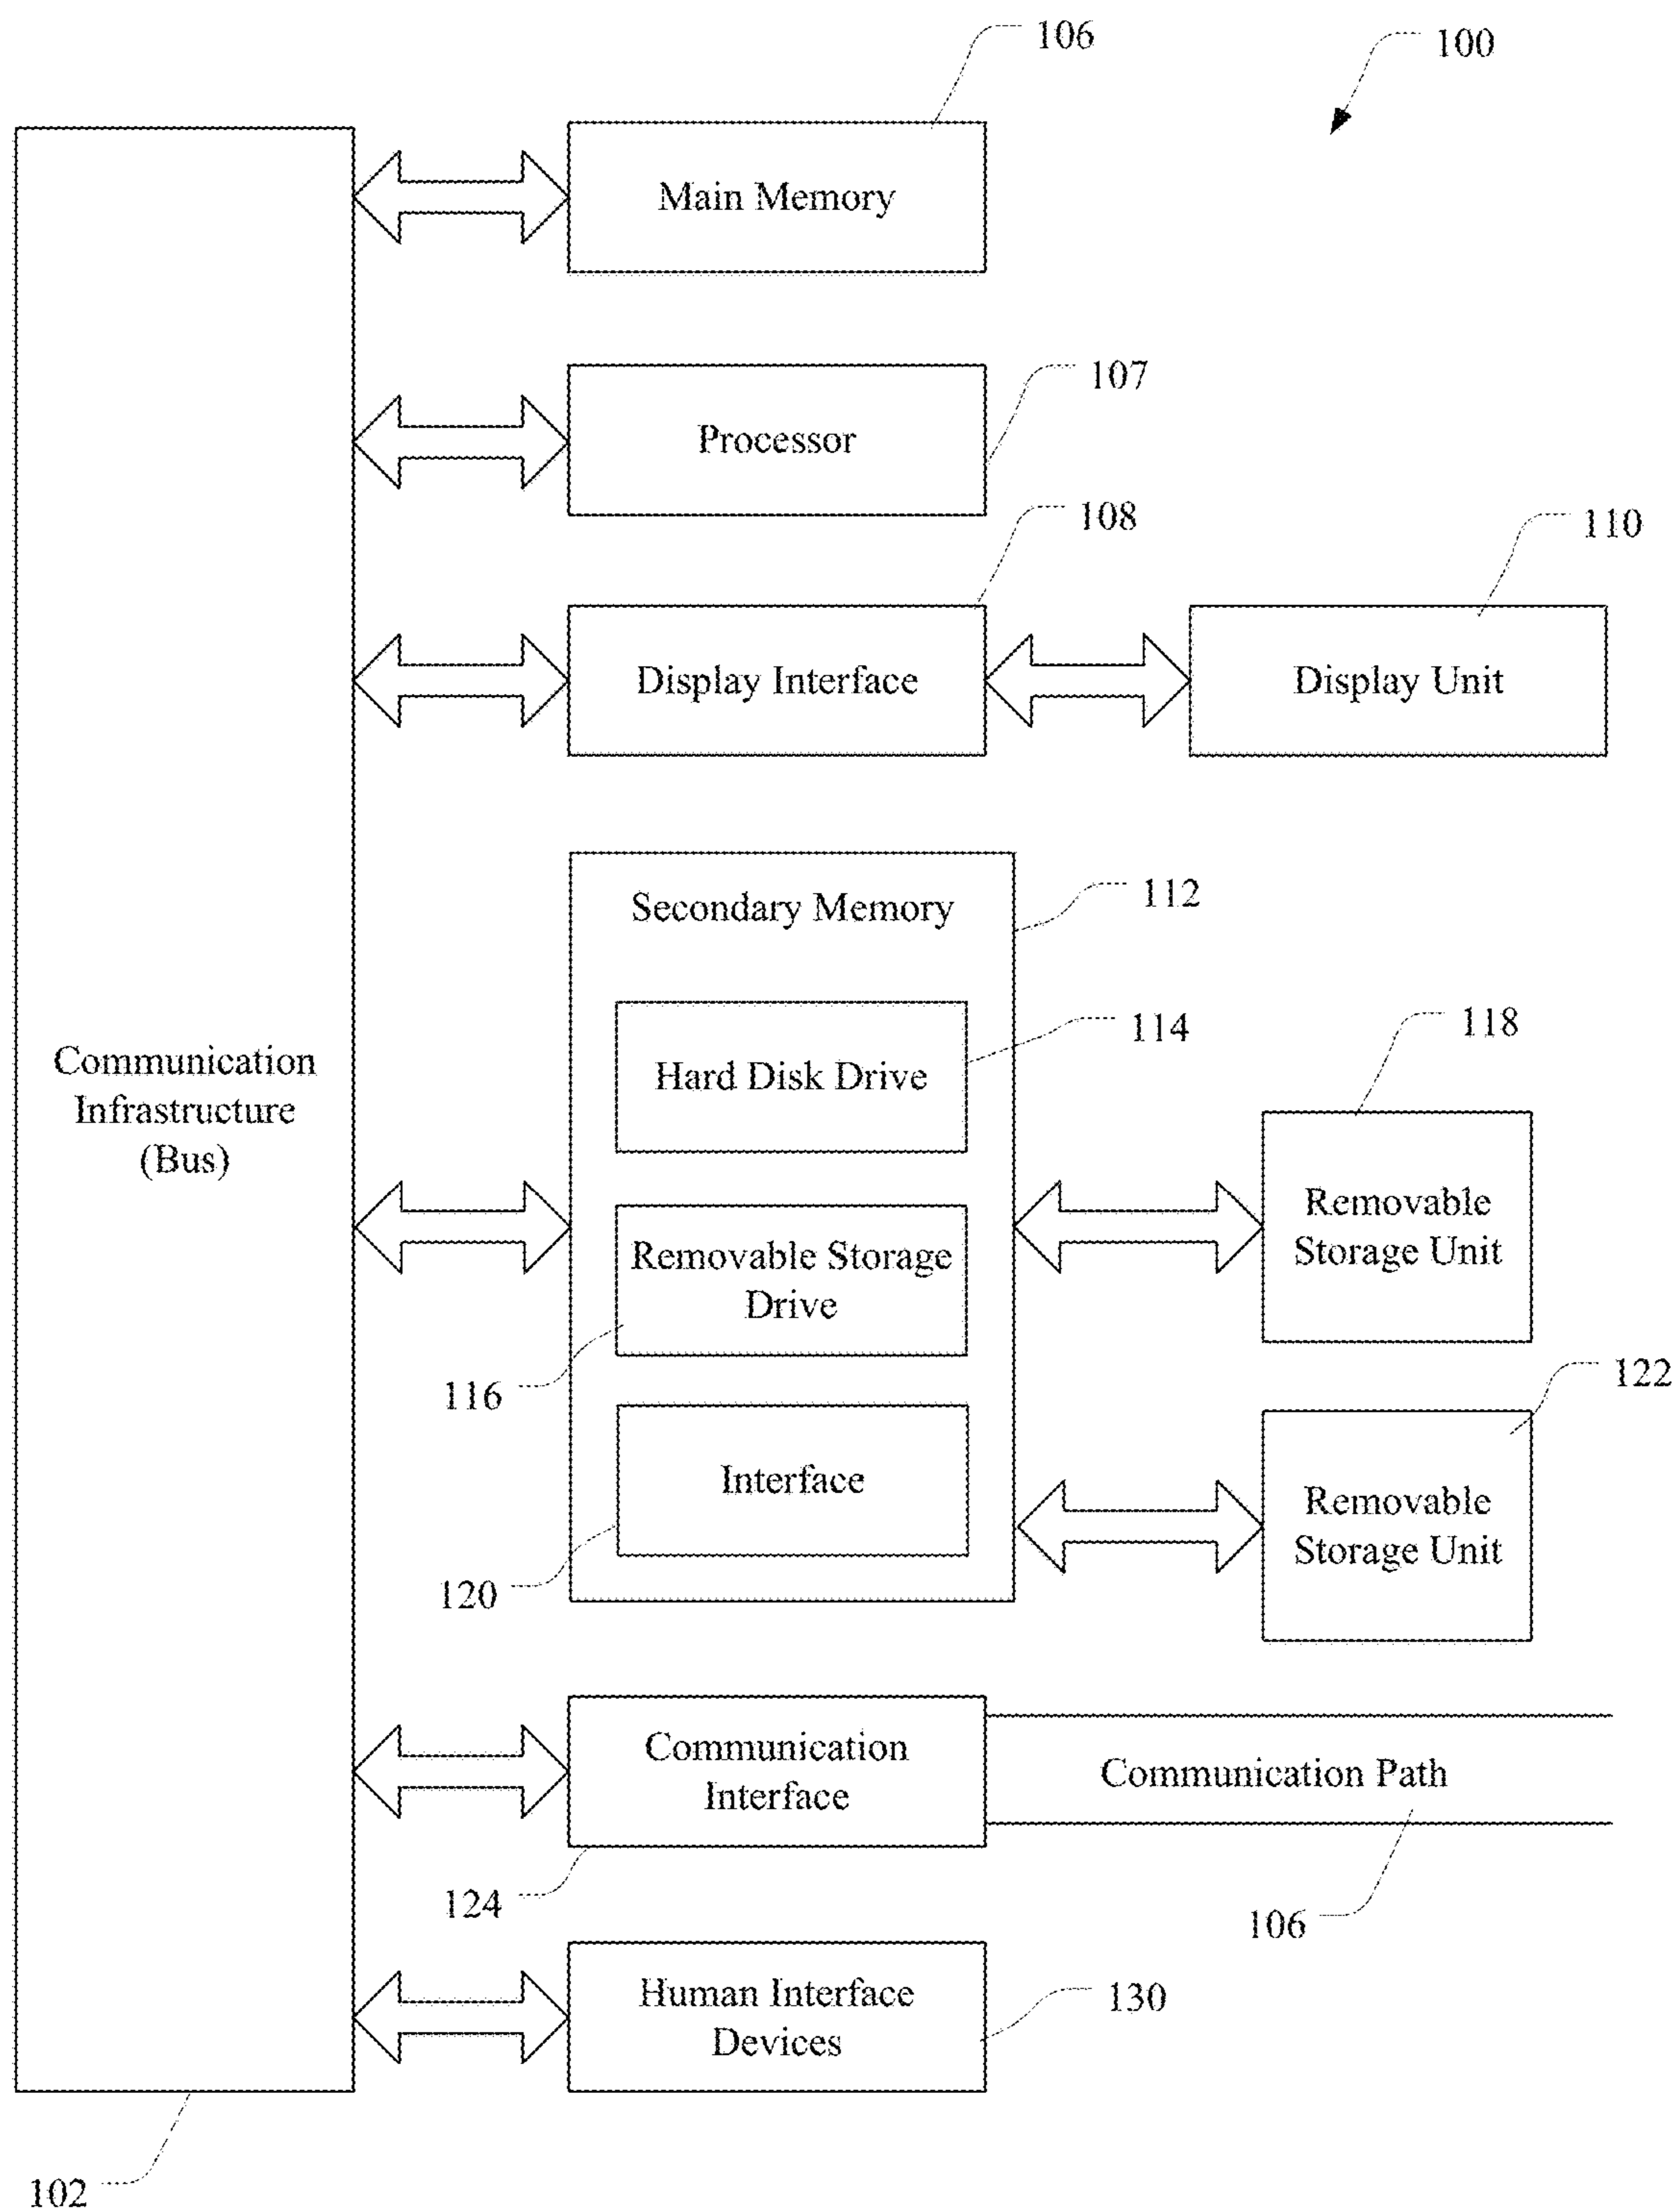 106
100
Main Memory
107
Processor
108
110
Display Interface
Display Unit
112
Secondary Memory
114
118
Hard Disk Drive
Communication
Infrastructure
(Bus)
Removable Storage
Drive
Removable
Storage Unit
116
122
Interface
Removable
Storage Unit
120
Communication
Interface
Communication Path
124
106
Human Interface
Devices
130
102